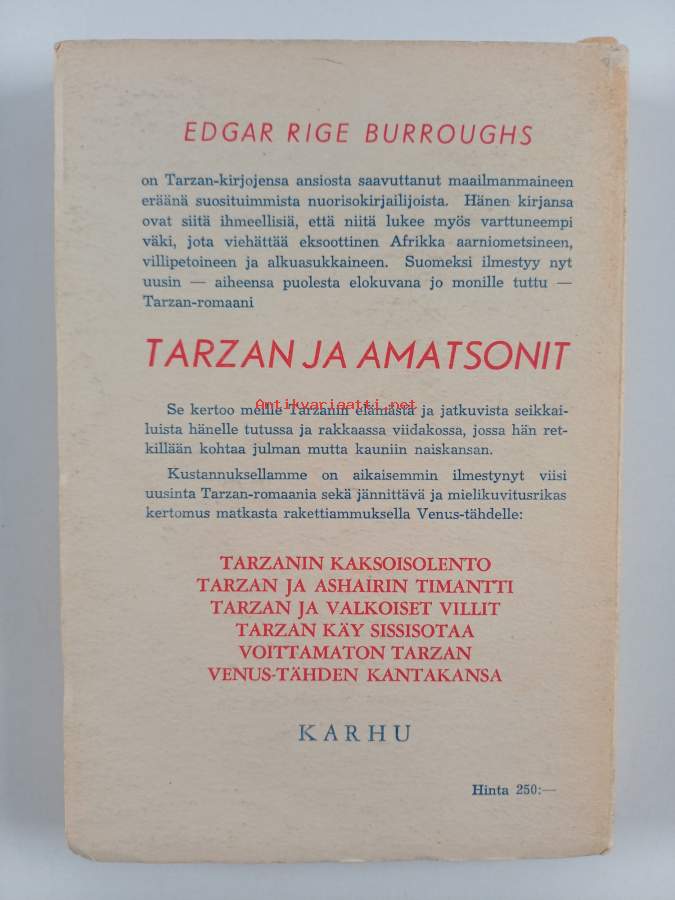 EDGAR RIGE BURROUGHS
on Tarzan-kirjojensa ansiosta saavuttanut maailmanmaineen
eräänä suosituimmista nuorisokirjailijoista. Hänen kirjansa
ovat siitä ihmeellisiä, että niitä lukee myös varttuneempi
väki, jota viehättää eksoottinen Afrikka aarniometsineen,
villipetoineen ja alkuasukkaineen. Suomeksi ilmestyy nyt
uusin — aiheensa puolesta elokuvana jo monille tuttu —
Tarzan-romaani
TARZAN JA AMATSONIT
Antikvariaatti.net
Se kertoo meille Tarzanin elämästä ja jatkuvista seikkai-
luista hänelle tutussa ja rakkaassa viidakossa, jossa hän ret-
killään kohtaa julman mutta kauniin naiskansan.
Kustannuksellamme on aikaisemmin ilmestynyt viisi
uusinta Tarzan-romaania sekä jännittävä ja mielikuvitusrikas
kertomus matkasta rakettiammuksella Venus-tähdelle:
TARZANIN KAKSOISOLENTO
TARZAN JA ASHAIRIN TIMANTTI
TARZAN JA VALKOISET VILLIT
TARZAN KÄY SISSISOTAA
VOITTAMATON TARZAN
VENUS-TÄHDEN KANTAKANSA
KARHU
Hinta 250:—